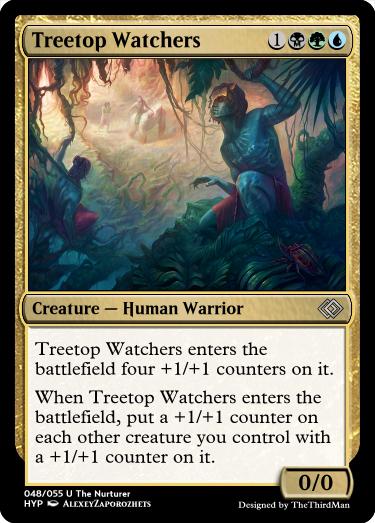 Treetop Watchers 1
Creature — Human Warrior
Treetop Watchers enters the
battlefield four +1/+1 counters on it.
When Treetop Watchers enters the
battlefield, put a +1/+1 counter on
each other creature you control with
a +1/+1 counter on it.
0/0
048/055 U The Nurturer
HYP AlexeyZaporozhets
Designed by TheThirdMan